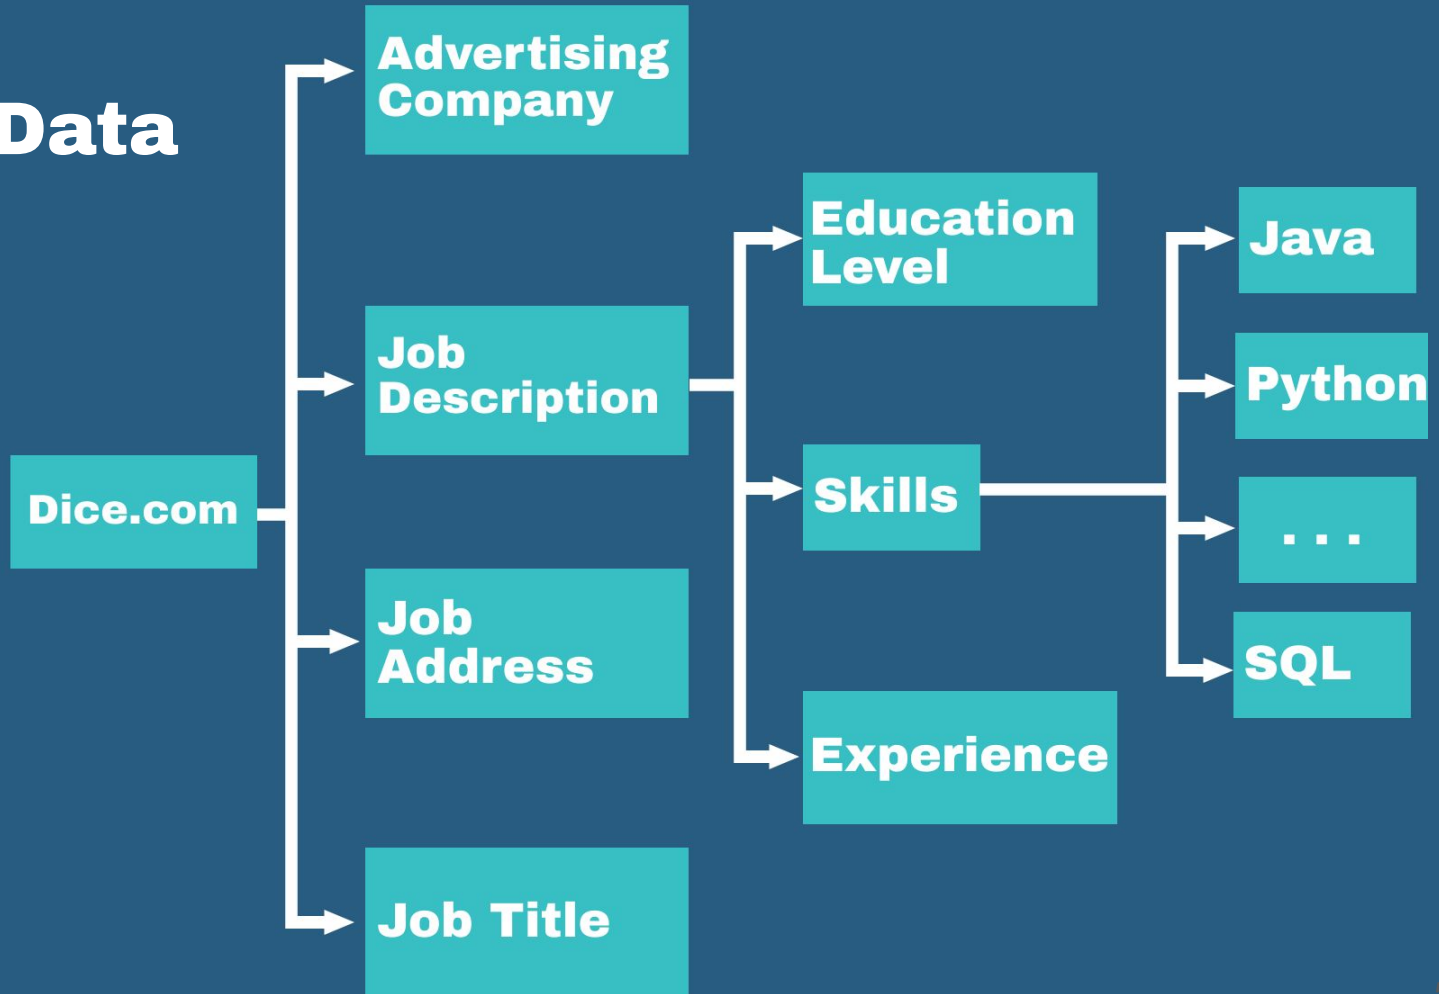 Data
Dice.com
Advertising
Company
Job
Description
Job
Address
Job Title
Education
Level
Skills
Experience
Java
Python
...
SQL